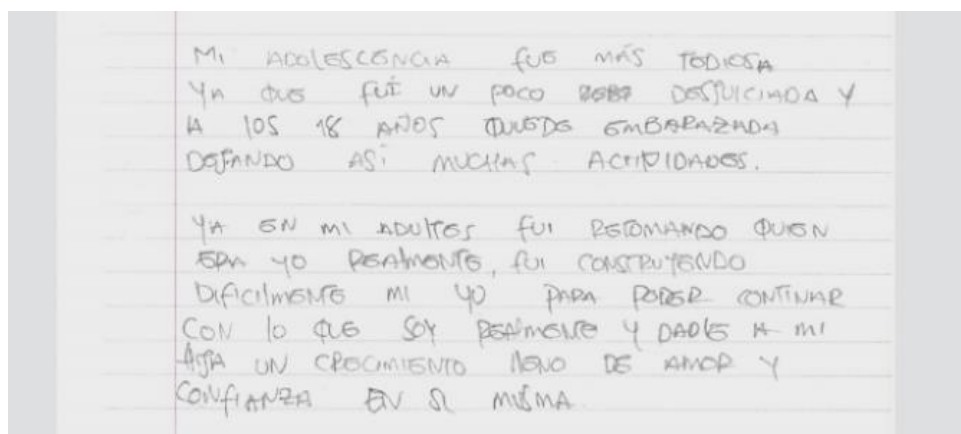 Mi ADOLESCENCIA fUE MÁS TEDIOSA
YA QUE fUÍ UN POCO DESJUICIADA Y
A LOS 18 AÑOS QUEDE EMBARAZADA
DEJANDO ASÍ MUCHAS ACTIVIDADES.
YA EN MI ADULTES fUI RETOMANDO QUIEN
ERA YO REALMENTE, fUI CONSTRUYENDO
DIFICILMENTE MI YO PARA PODER CONTINAR
CON LO QUE SOY REALMENTE Y DARLE A MI
HIJA UN CRECIMIENTO LLENO DE AMOR Y
CONFIANZA EN SI MISMA